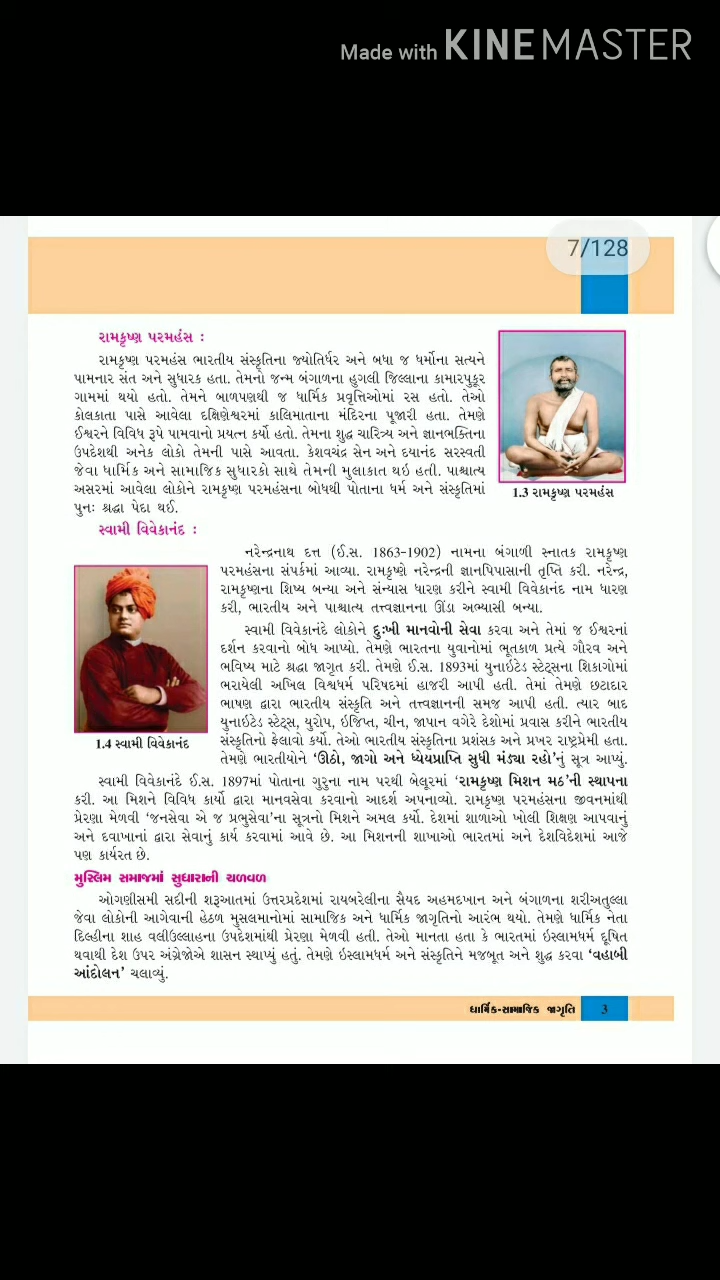 Made with KINEMASTER
7/128
રામકૃષ્ણ પરમહંસ :
રામકૃષ્ણ પરમહંસ ભારતીય સંસ્કૃતિના જ્યોતિર્ધર અને બધા જ ધર્મોના સત્યને
પામનાર સંત અને સુધારક હતા. તેમનો જન્મ બંગાળના હુગલી જિલ્લાના કામારપુકૂર
ગામમાં થયો હતો. તેમને બાળપણથી જ ધાર્મિક પ્રવૃત્તિઓમાં રસ હતો. તેઓ
કોલકાતા પાસે આવેલા દક્ષિણેશ્વરમાં કાલિમાતાના મંદિરના પૂજારી હતા. તેમણે
ઈશ્વરને વિવિધ રૂપે પામવાનો પ્રયત્ન કર્યો હતો. તેમના શુદ્ધ ચારિત્ર્ય અને જ્ઞાનભક્તિના
ઉપદેશથી અનેક લોકો તેમની પાસે આવતા. કેશવચંદ્ર સેન અને દયાનંદ સરસ્વતી
જેવા ધાર્મિક અને સામાજિક સુધારકો સાથે તેમની મુલાકાત થઇ હતી. પાશ્ચાત્ય
અસરમાં આવેલા લોકોને રામકૃષ્ણ પરમહંસના બોધથી પોતાના ધર્મ અને સંસ્કૃતિમાં
પુનઃ શ્રદ્ધા પેદા થઈ.
1.3 રામકૃષ્ણ પરમહંસ
સ્વામી વિવેકાનંદ :
નરેન્દ્રનાથ દત્ત (ઈ.સ. 1863-1902) નામના બંગાળી સ્નાતક રામકૃષ્ણ
પરમહંસના સંપર્કમાં આવ્યા. રામકૃષ્ણે નરેન્દ્રની જ્ઞાનપિપાસાની તૃપ્તિ કરી. નરેન્દ્ર,
રામકૃષ્ણના શિષ્ય બન્યા અને સંન્યાસ ધારણ કરીને સ્વામી વિવેકાનંદ નામ ધારણ
કરી, ભારતીય અને પાશ્ચાત્ય તત્ત્વજ્ઞાનના ઊંડા અભ્યાસી બન્યા.
સ્વામી વિવેકાનંદે લોકોને દુઃખી માનવોની સેવા કરવા અને તેમાં જ ઈશ્વરનાં
દર્શન કરવાનો બોધ આપ્યો. તેમણે ભારતના યુવાનોમાં ભૂતકાળ પ્રત્યે ગૌરવ અને
ભવિષ્ય માટે શ્રદ્ધા જાગૃત કરી. તેમણે ઈ.સ. 1893માં યુનાઈટેડ સ્ટેટ્સના શિકાગોમાં
ભરાયેલી અખિલ વિશ્વધર્મ પરિષદમાં હાજરી આપી હતી. તેમાં તેમણે છટાદાર
ભાષણ દ્વારા ભારતીય સંસ્કૃતિ અને તત્ત્વજ્ઞાનની સમજ આપી હતી. ત્યાર બાદ
યુનાઇટેડ સ્ટેટ્સ, યુરોપ, ઇજિપ્ત, ચીન, જાપાન વગેરે દેશોમાં પ્રવાસ કરીને ભારતીય
સંસ્કૃતિનો ફેલાવો કર્યો. તેઓ ભારતીય સંસ્કૃતિના પ્રશંસક અને પ્રખર રાષ્ટ્રપ્રેમી હતા.
તેમણે ભારતીયોને ‘ઊઠો, જાગો અને ધ્યેયપ્રાપ્તિ સુધી મંડ્યા રહો’નું સૂત્ર આપ્યું.
1.4 સ્વામી વિવેકાનંદ
સ્વામી વિવેકાનંદે ઈ.સ. 1897માં પોતાના ગુરુના નામ પરથી બેલૂરમાં ‘રામકૃષ્ણ મિશન મઠ’ની સ્થાપના
કરી. આ મિશને વિવિધ કાર્યો દ્વારા માનવસેવા કરવાનો આદર્શ અપનાવ્યો. રામકૃષ્ણ પરમહંસના જીવનમાંથી
પ્રેરણા મેળવી ‘જનસેવા એ જ પ્રભુસેવા’ના સૂત્રનો મિશને અમલ કર્યો. દેશમાં શાળાઓ ખોલી શિક્ષણ આપવાનું
અને દવાખાનાં દ્વારા સેવાનું કાર્ય કરવામાં આવે છે. આ મિશનની શાખાઓ ભારતમાં અને દેશવિદેશમાં આજે
પણ કાર્યરત છે.
મુસ્લિમ સમાજમાં સુધારાની ચળવળ
ઓગણીસમી સદીની શરૂઆતમાં ઉત્તરપ્રદેશમાં રાયબરેલીના સૈયદ અહમદખાન અને બંગાળના શરીઅતુલ્લા
જેવા લોકોની આગેવાની હેઠળ મુસલમાનોમાં સામાજિક અને ધાર્મિક જાગૃતિનો આરંભ થયો. તેમણે ધાર્મિક નેતા
દિલ્હીના શાહ વલીઉલ્લાહના ઉપદેશમાંથી પ્રેરણા મેળવી હતી. તેઓ માનતા હતા કે ભારતમાં ઇસ્લામધર્મ દૂષિત
થવાથી દેશ ઉપર અંગ્રેજોએ શાસન સ્થાપ્યું હતું. તેમણે ઇસ્લામધર્મ અને સંસ્કૃતિને મજબૂત અને શુદ્ધ કરવા ‘વહાબી
આંદોલન’ ચલાવ્યું.
ધાર્મિક-સામાજિક જાગૃતિ 3